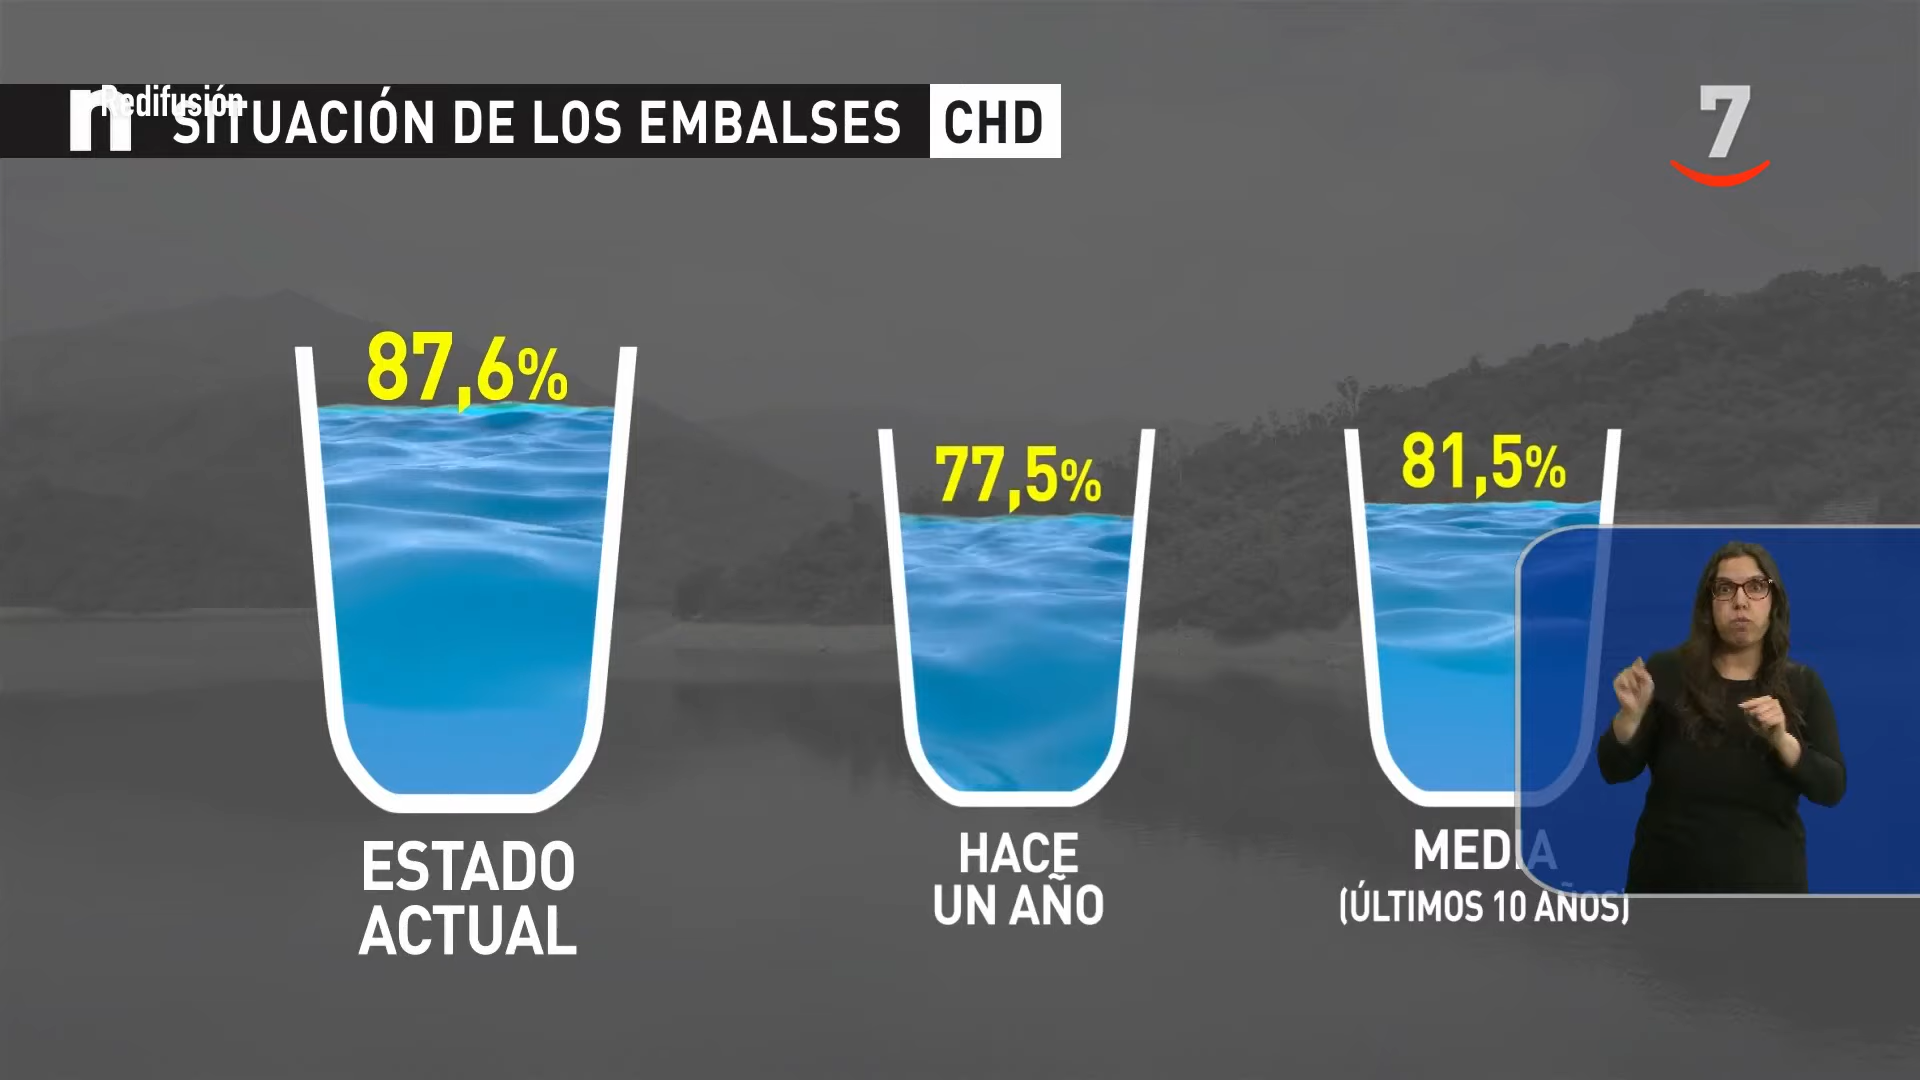 Redifusión
n SITUACIÓN DE LOS EMBALSES CHD
7
87,6%
77,5%
81,5%
ESTADO
ACTUAL
HACE
UN AÑO
MEDIA
(ÚLTIMOS 10 AÑOS)